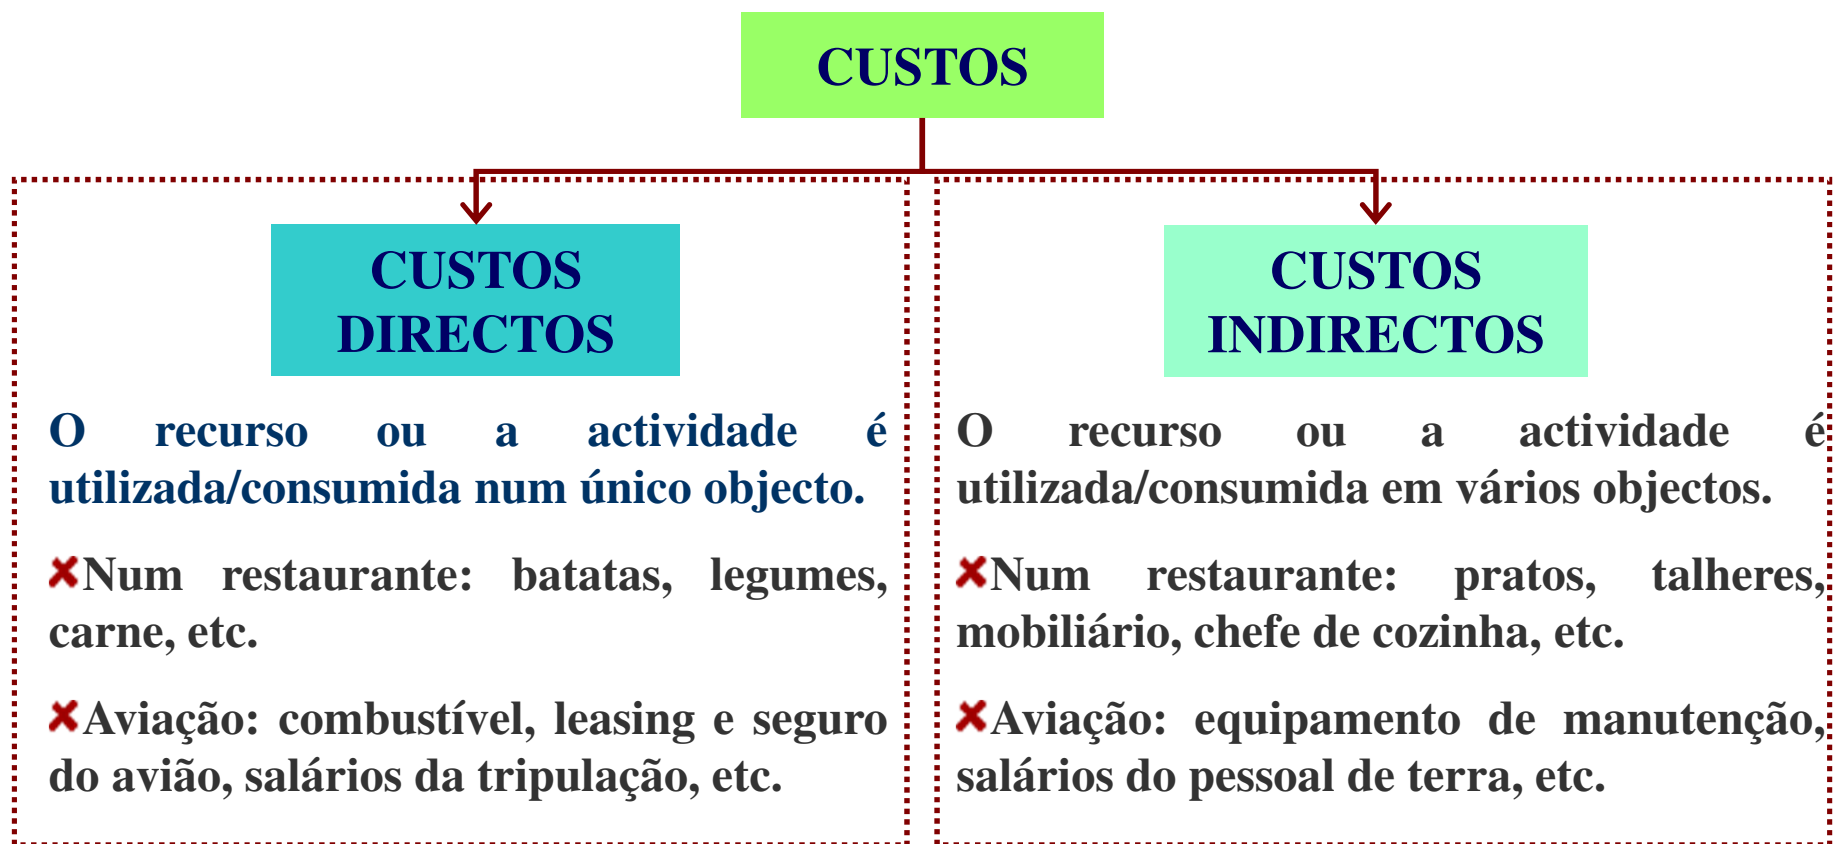 CUSTOS
CUSTOS
DIRECTOS
O recurso ou a actividade é
utilizada/consumida num único objecto.
Num restaurante: batatas, legumes,
carne, etc.
Aviação: combustível, leasing e seguro
do avião, salários da tripulação, etc.
CUSTOS
INDIRECTOS
O recurso ou a actividade é
utilizada/consumida em vários objectos.
Num restaurante: pratos, talheres,
mobiliário, chefe de cozinha, etc.
Aviação: equipamento de manutenção,
salários do pessoal de terra, etc.